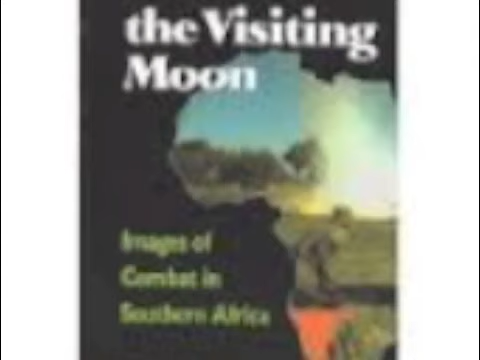 the Visiting
Moon
Images of
Combat in
Southern Africa